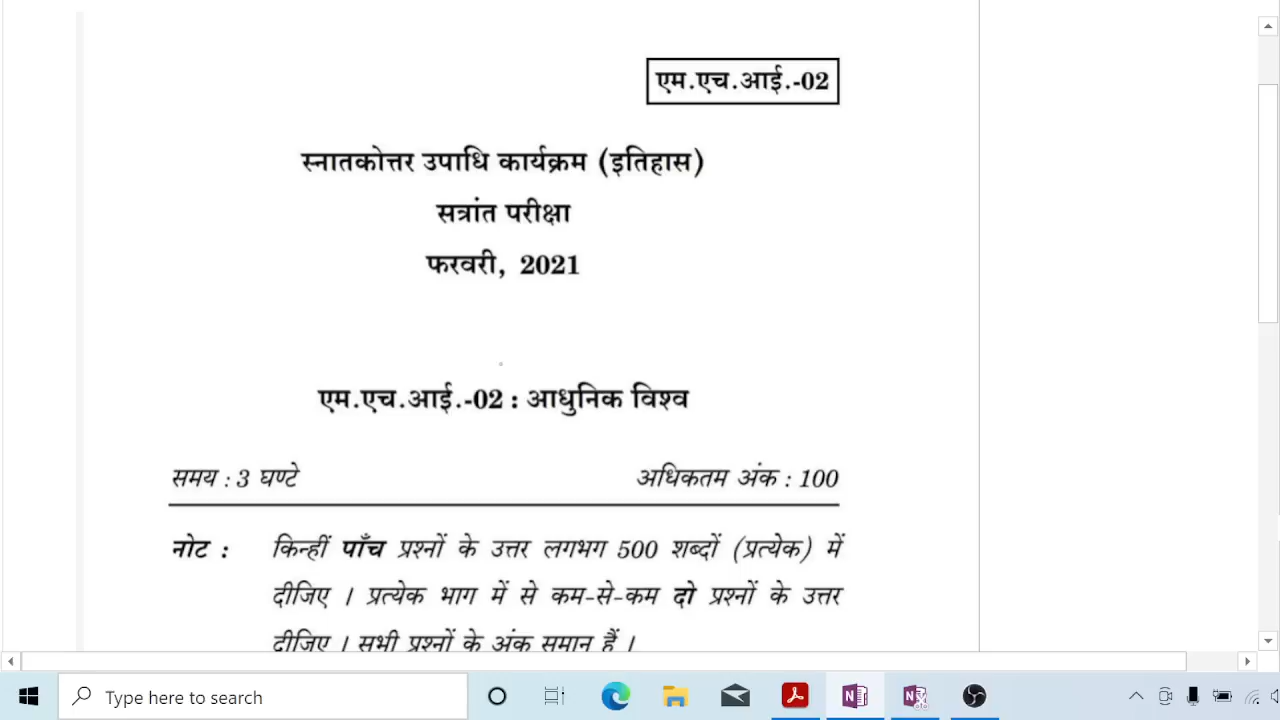 एम.एच.आई.-02
स्नातकोत्तर उपाधि कार्यक्रम (इतिहास)
सत्रांत परीक्षा
फरवरी, 2021
एम.एच.आई.-02 : आधुनिक विश्व
समय : 3 घण्टे अधिकतम अंक : 100
नोट : किन्हीं पाँच प्रश्नों के उत्तर लगभग 500 शब्दों (प्रत्येक) में
दीजिए । प्रत्येक भाग में से कम-से-कम दो प्रश्नों के उत्तर
दीजिए । सभी प्रश्नों के अंक समान हैं ।
Type here to search